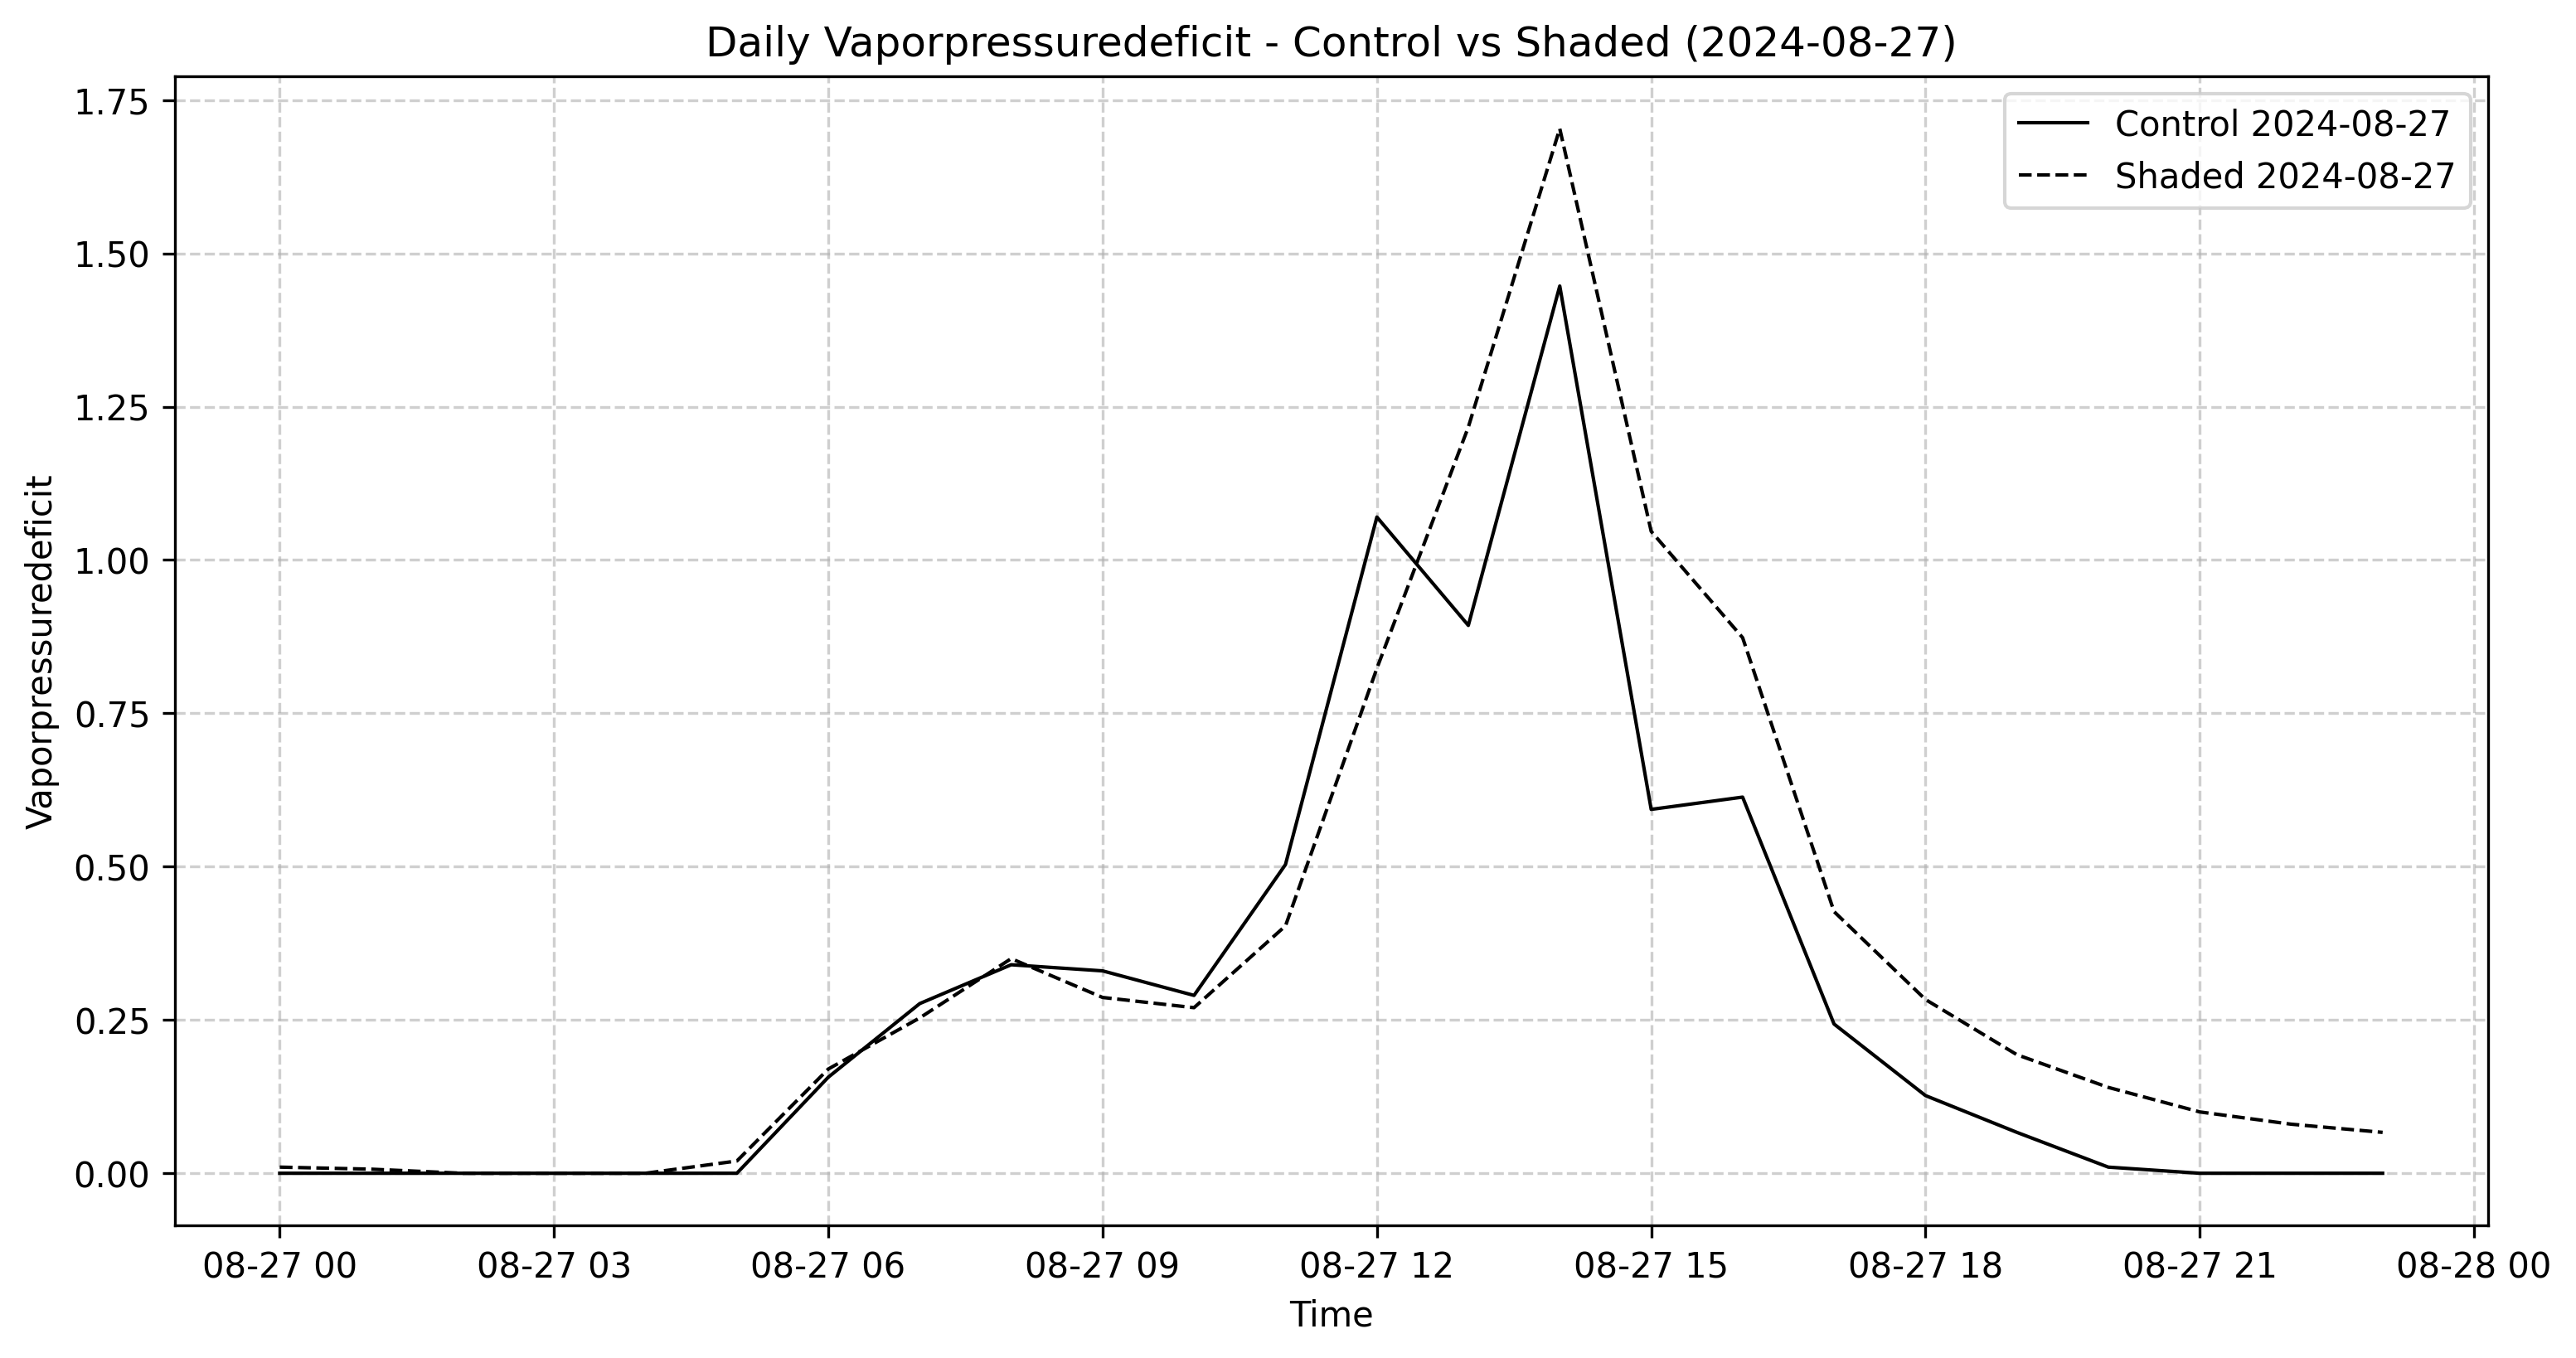 Daily Vaporpressuredeficit - Control vs Shaded (2024-08-27)
Control 2024-08-27
Shaded 2024-08-27
Vaporpressuredeficit
1.75
1.50
1.25
1.00
0.75
0.50
0.25
0.00
08-27 00 08-27 03 08-27 06 08-27 09 08-27 12 08-27 15 08-27 18 08-27 21 08-28 00
Time